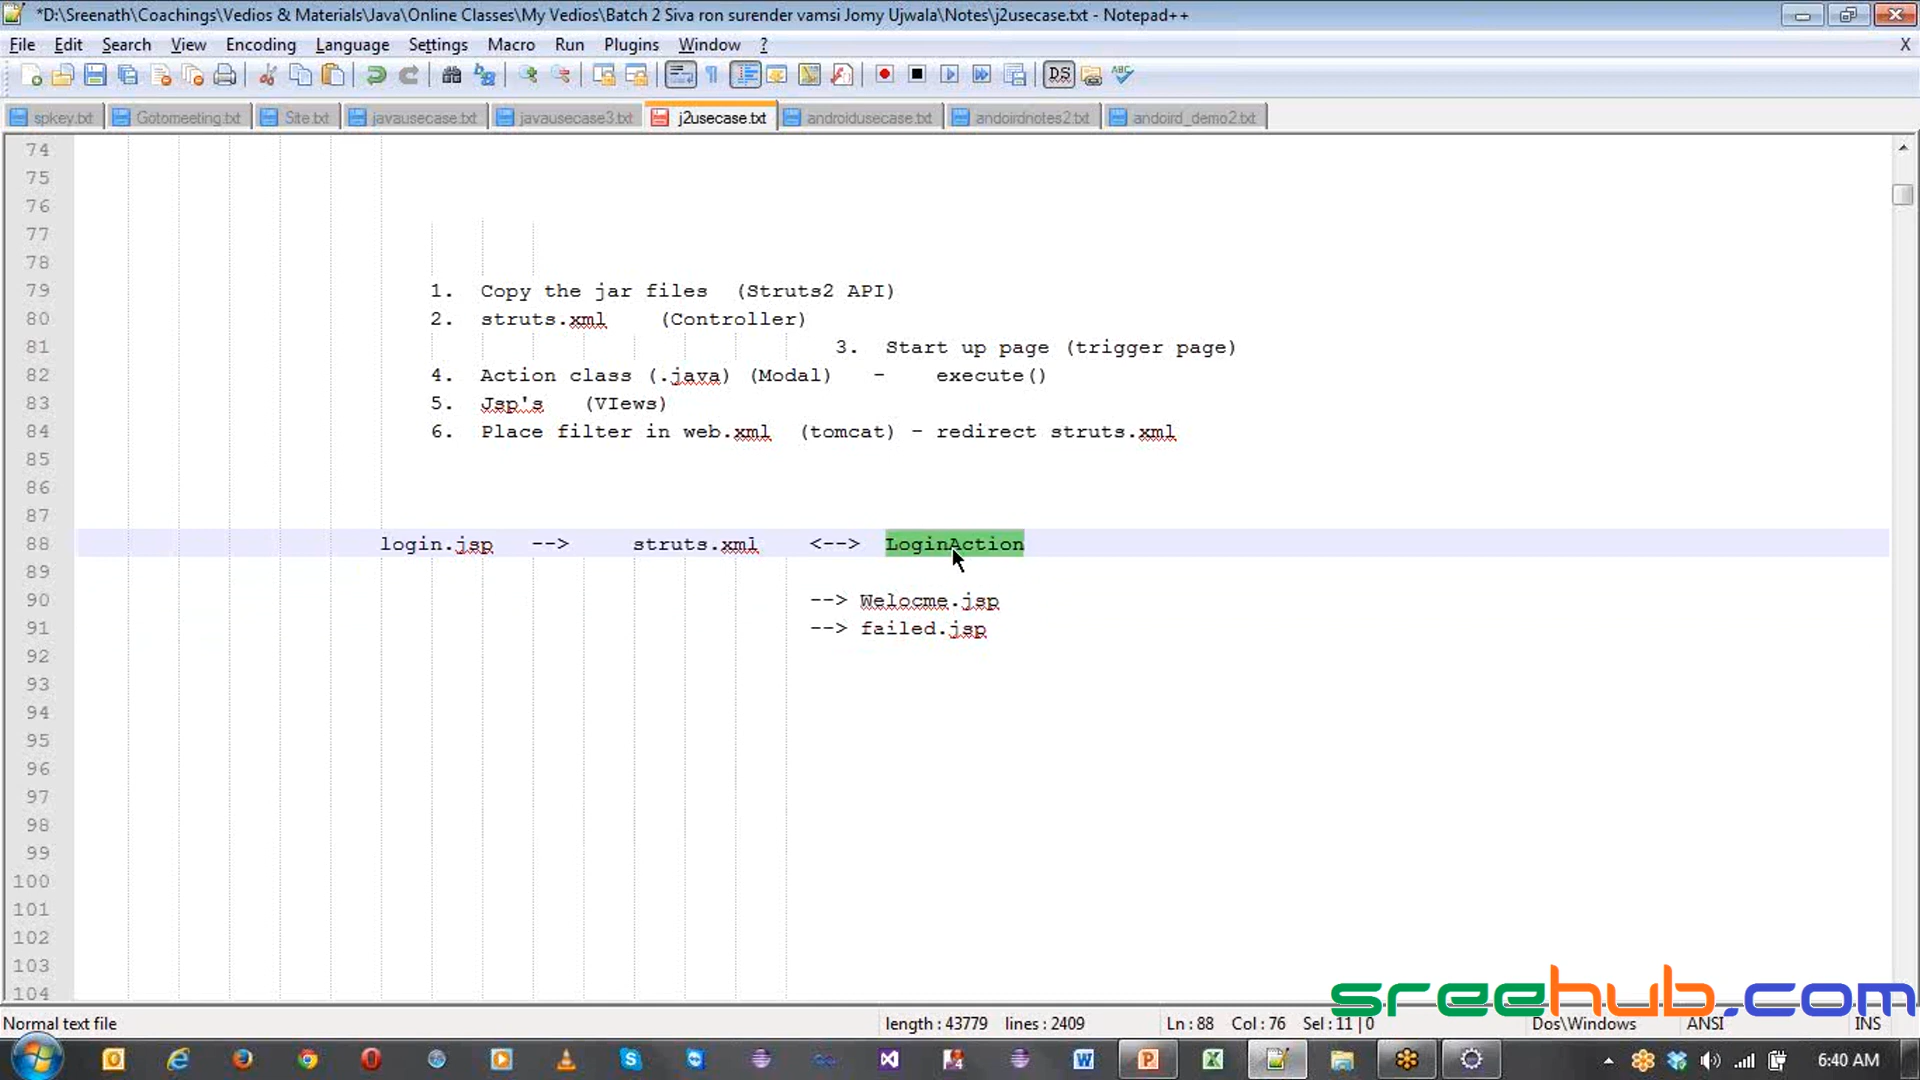 *D:\Sreenath\Coachings\Vedios & Materials\Java\Online Classes\My Vedios\Batch 2 Siva ron surender vamsi Jomy Ujwala\Notes\j2usecase.txt - Notepad++
File Edit Search View Encoding Language Settings Macro Run Plugins Window ? X
spkey.txt Gotomeeting.txt Site.txt javausecase.txt javausecase3.txt j2usecase.txt androidusecase.txt andoirdnotes2.txt andoird_demo2.txt
74
75
76
77
78
79 1. Copy the jar files (Struts2 API)
80 2. struts.xml (Controller)
81 3. Start up page (trigger page)
82 4. Action class (.java) (Modal) - execute()
83 5. Jsp's (VIews)
84 6. Place filter in web.xml (tomcat) - redirect struts.xml
85
86
87
88 login.jsp --> struts.xml <--> LoginAction
89
90 --> Welocme.jsp
91 --> failed.jsp
92
93
94
95
96
97
98
99
100
101
102
103
104
sreehub.com
Normal text file length : 43779 lines : 2409 Ln : 88 Col : 76 Sel : 11 | 0 Dos\Windows ANSI INS
6:40 AM